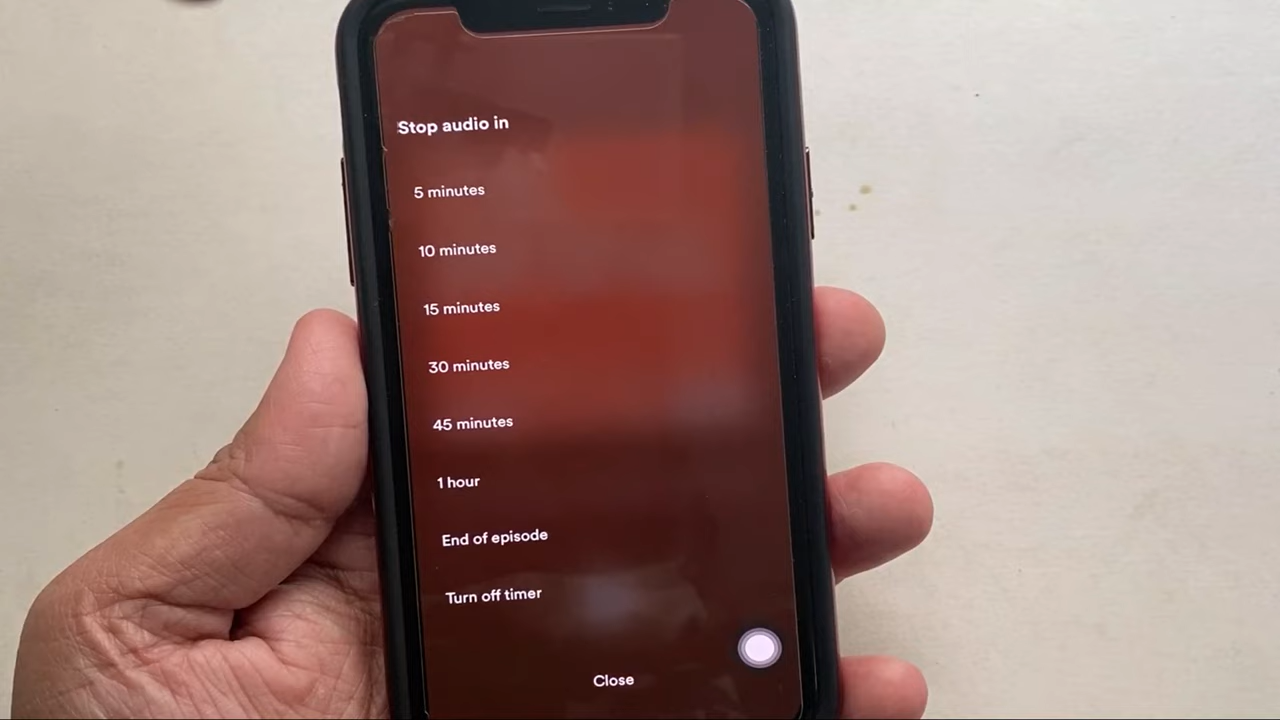 Stop audio in
5 minutes
10 minutes
15 minutes
30 minutes
45 minutes
1 hour
End of episode
Turn off timer
Close